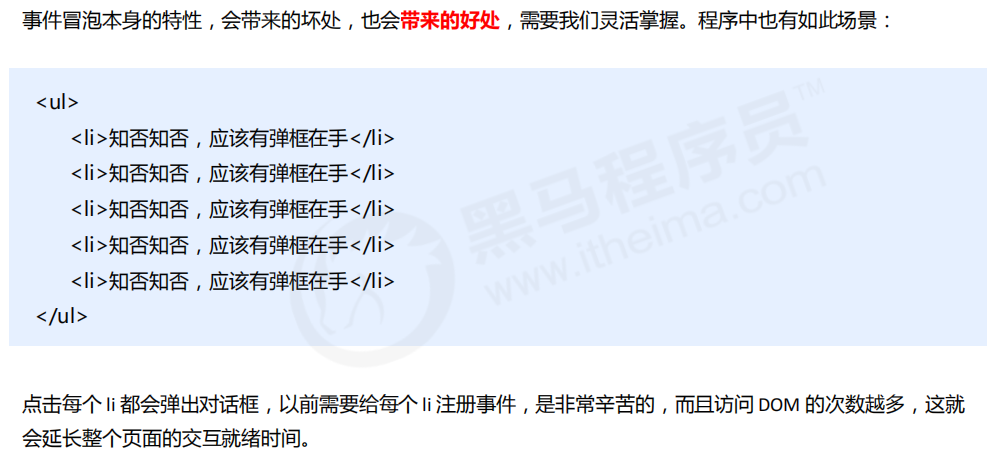 事件冒泡本身的特性，会带来的坏处，也会带来的好处，需要我们灵活掌握。程序中也有如此场景：
<ul>
<li>知否知否，应该有弹框在手</li>
<li>知否知否，应该有弹框在手</li>
<li>知否知否，应该有弹框在手</li>
<li>知否知否，应该有弹框在手</li>
<li>知否知否，应该有弹框在手</li>
</ul>
黑马程序员™
www.itheima.com
点击每个 li 都会弹出对话框，以前需要给每个 li 注册事件，是非常辛苦的，而且访问 DOM 的次数越多，这就
会延长整个页面的交互就绪时间。